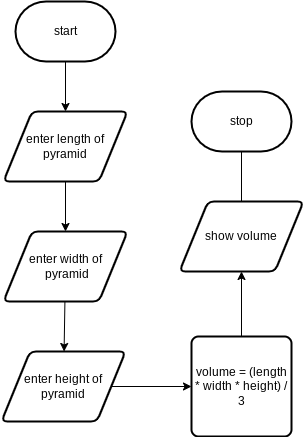 start
enter length of
pyramid
enter width of
pyramid
enter height of
pyramid
volume = (length
* width * height) /
3
show volume
stop